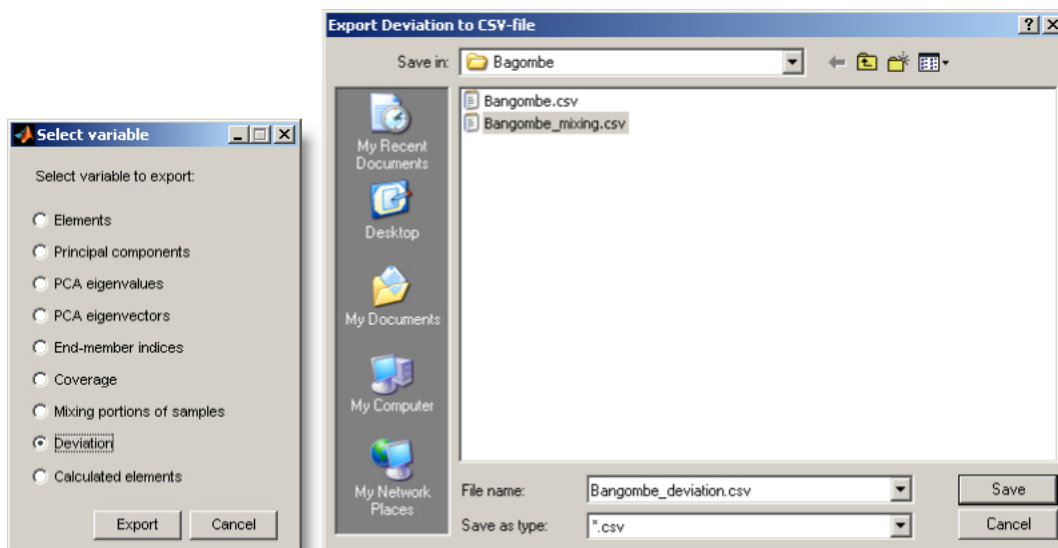 Select variable
Select variable to export:
Elements
Principal components
PCA eigenvalues
PCA eigenvectors
End-member indices
Coverage
Mixing portions of samples
Deviation
Calculated elements
Export Cancel
Export Deviation to CSV-file
Save in: Bagombe
My Recent
Documents
Desktop
My Documents
My Computer
My Network
Places
Bangombe.csv
Bangombe_mixing.csv
File name: Bangombe_deviation.csv Save
Save as type: *.csv Cancel